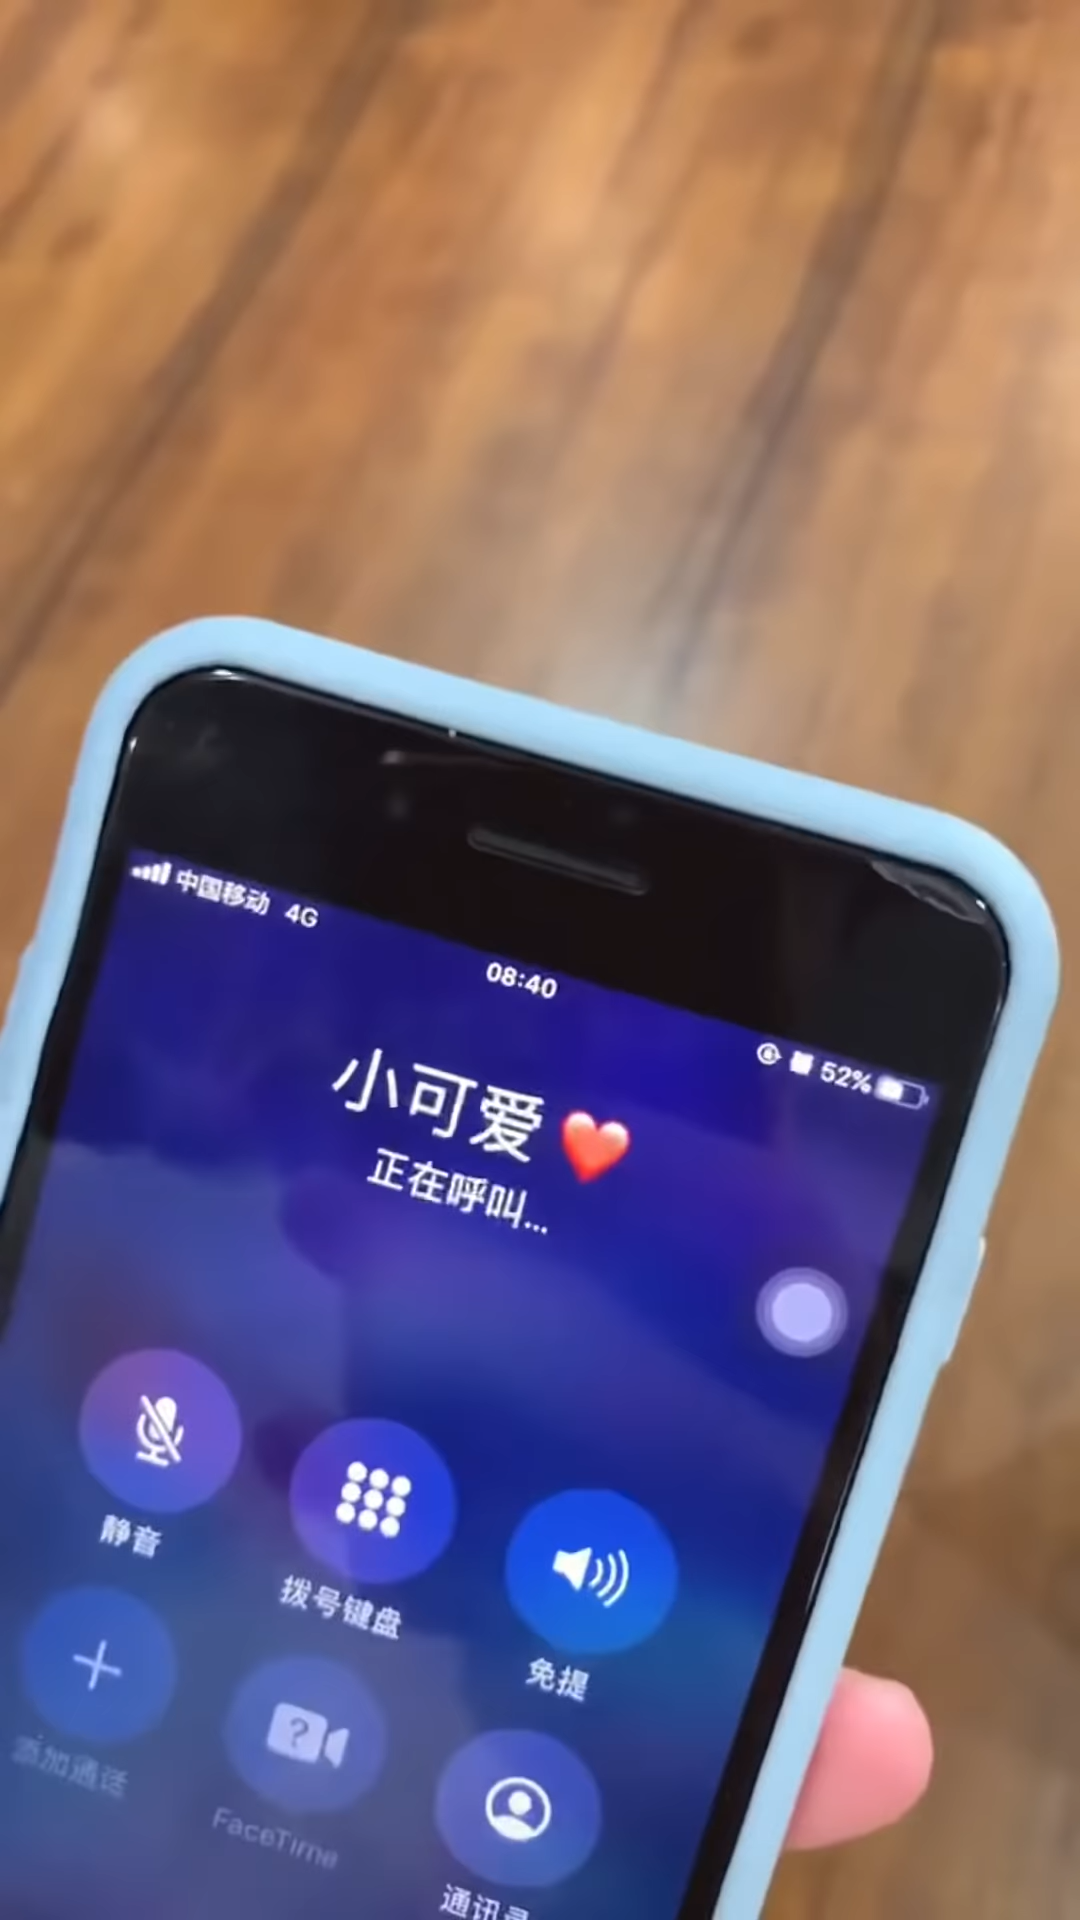 中国移动 4G
08:40
52%
小可爱❤️
正在呼叫...
静音
拨号键盘
免提
添加通话
FaceTime
通讯录